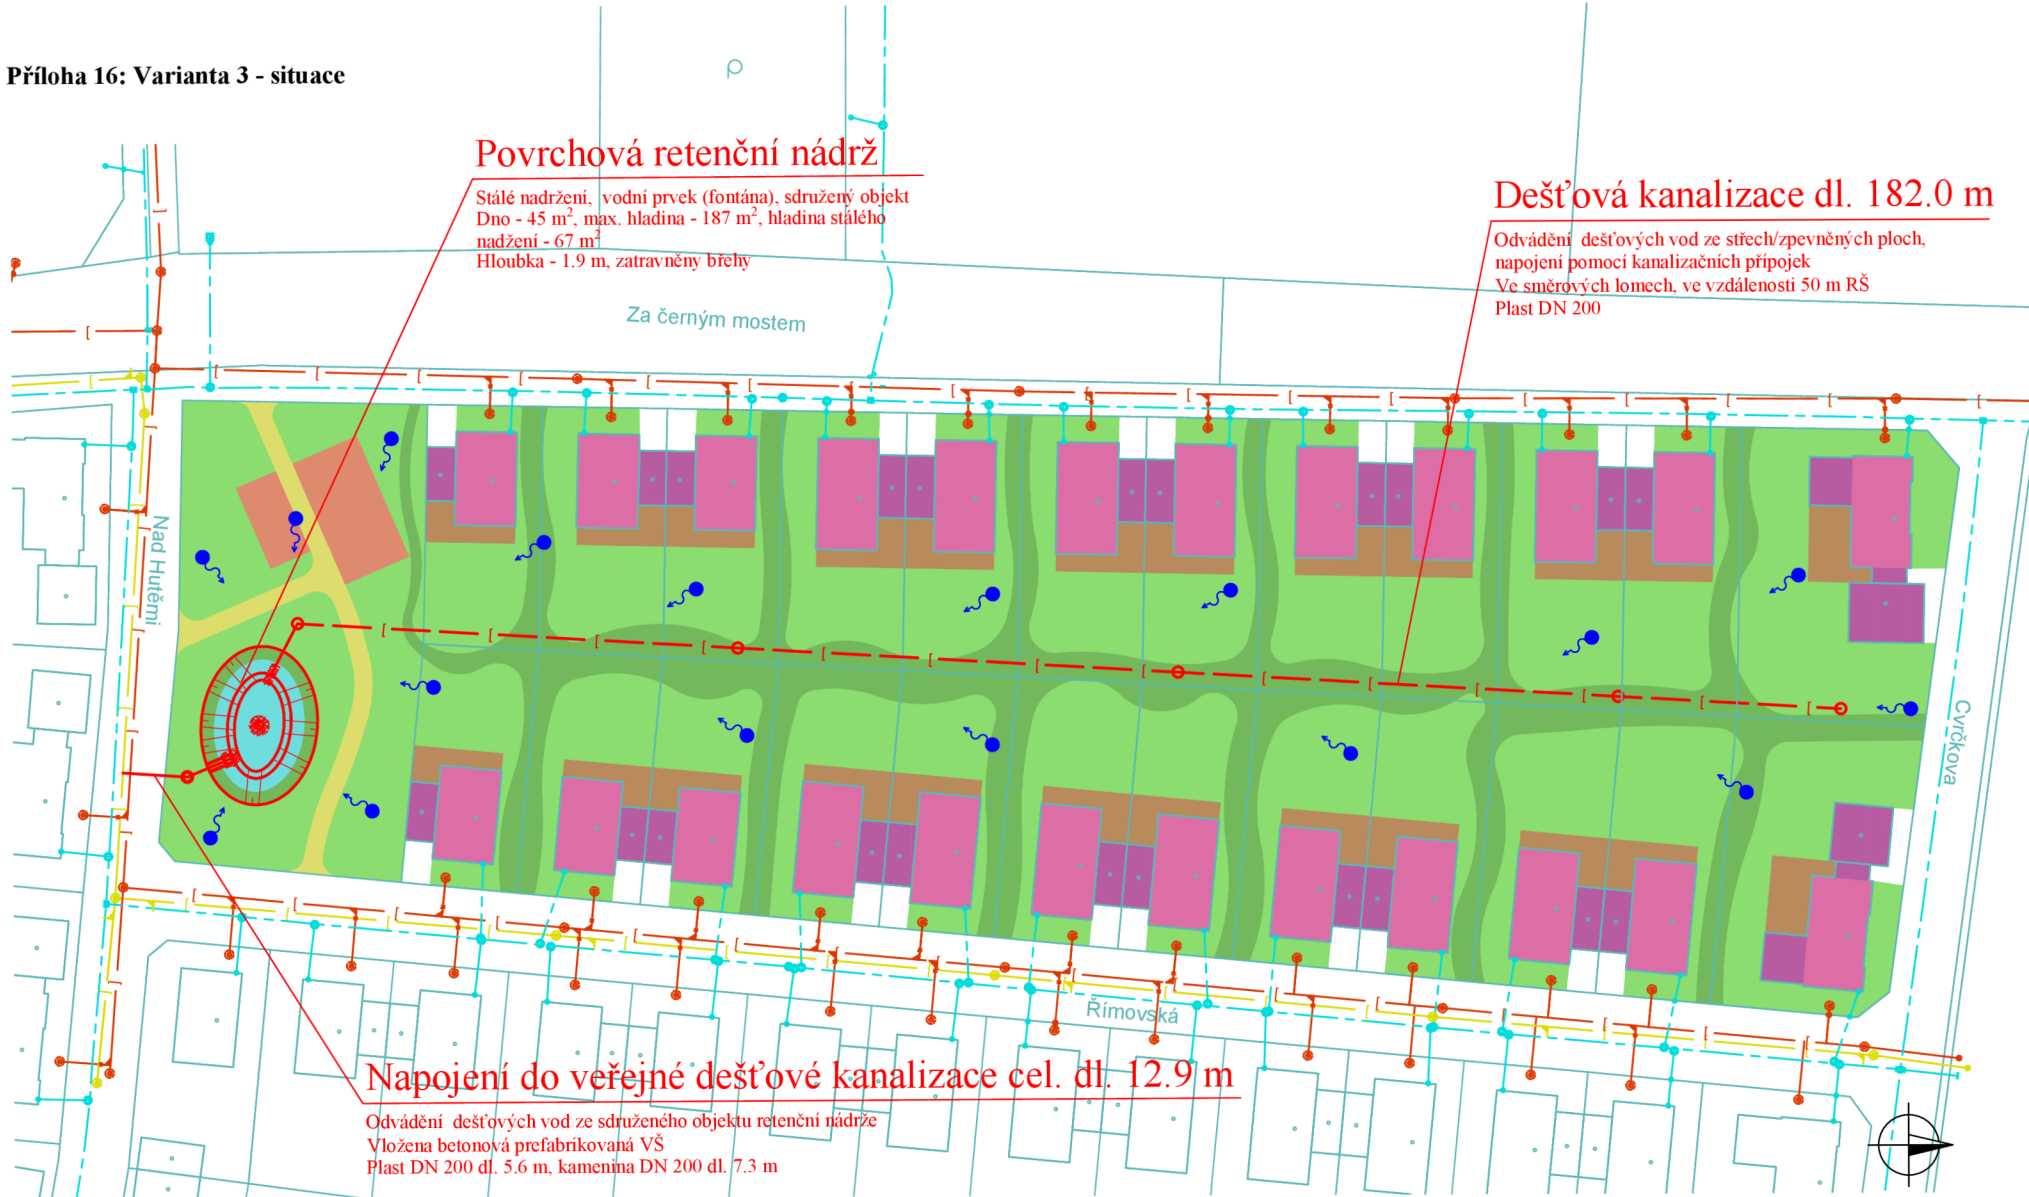 Příloha 16: Varianta 3 - situace
Povrchová retenční nádrž
Stálé nadržení, vodní prvek (fontána), sdružený objekt
Dno - 45 m², max. hladina - 187 m², hladina stálého
nadžení - 67 m²
Hloubka - 1.9 m, zatravněny břehy
Dešťová kanalizace dl. 182.0 m
Odvádění dešťových vod ze střech/zpevněných ploch,
napojení pomocí kanalizačních přípojek
Ve směrových lomech, ve vzdálenosti 50 m RŠ
Plast DN 200
Za černým mostem
Nad Hutěmi
Cvrčkova
Římovská
Napojení do veřejné dešťové kanalizace cel. dl. 12.9 m
Odvádění dešťových vod ze sdruženého objektu retenční nádrže
Vložena betonová prefabrikovaná VŠ
Plast DN 200 dl. 5.6 m, kamenina DN 200 dl. 7.3 m